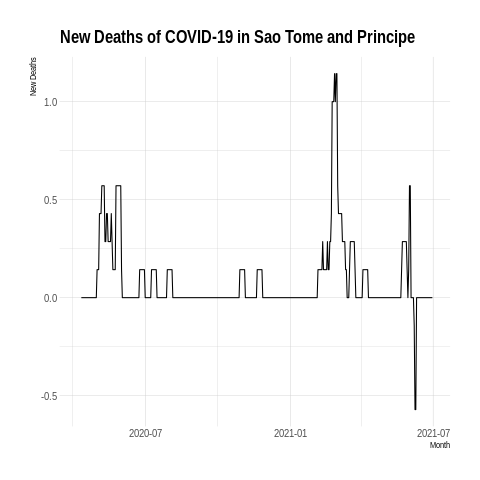 New Deaths of COVID-19 in Sao Tome and Principe
New Deaths
1.0
0.5
0.0
-0.5
2020-07
2021-01
2021-07
Month